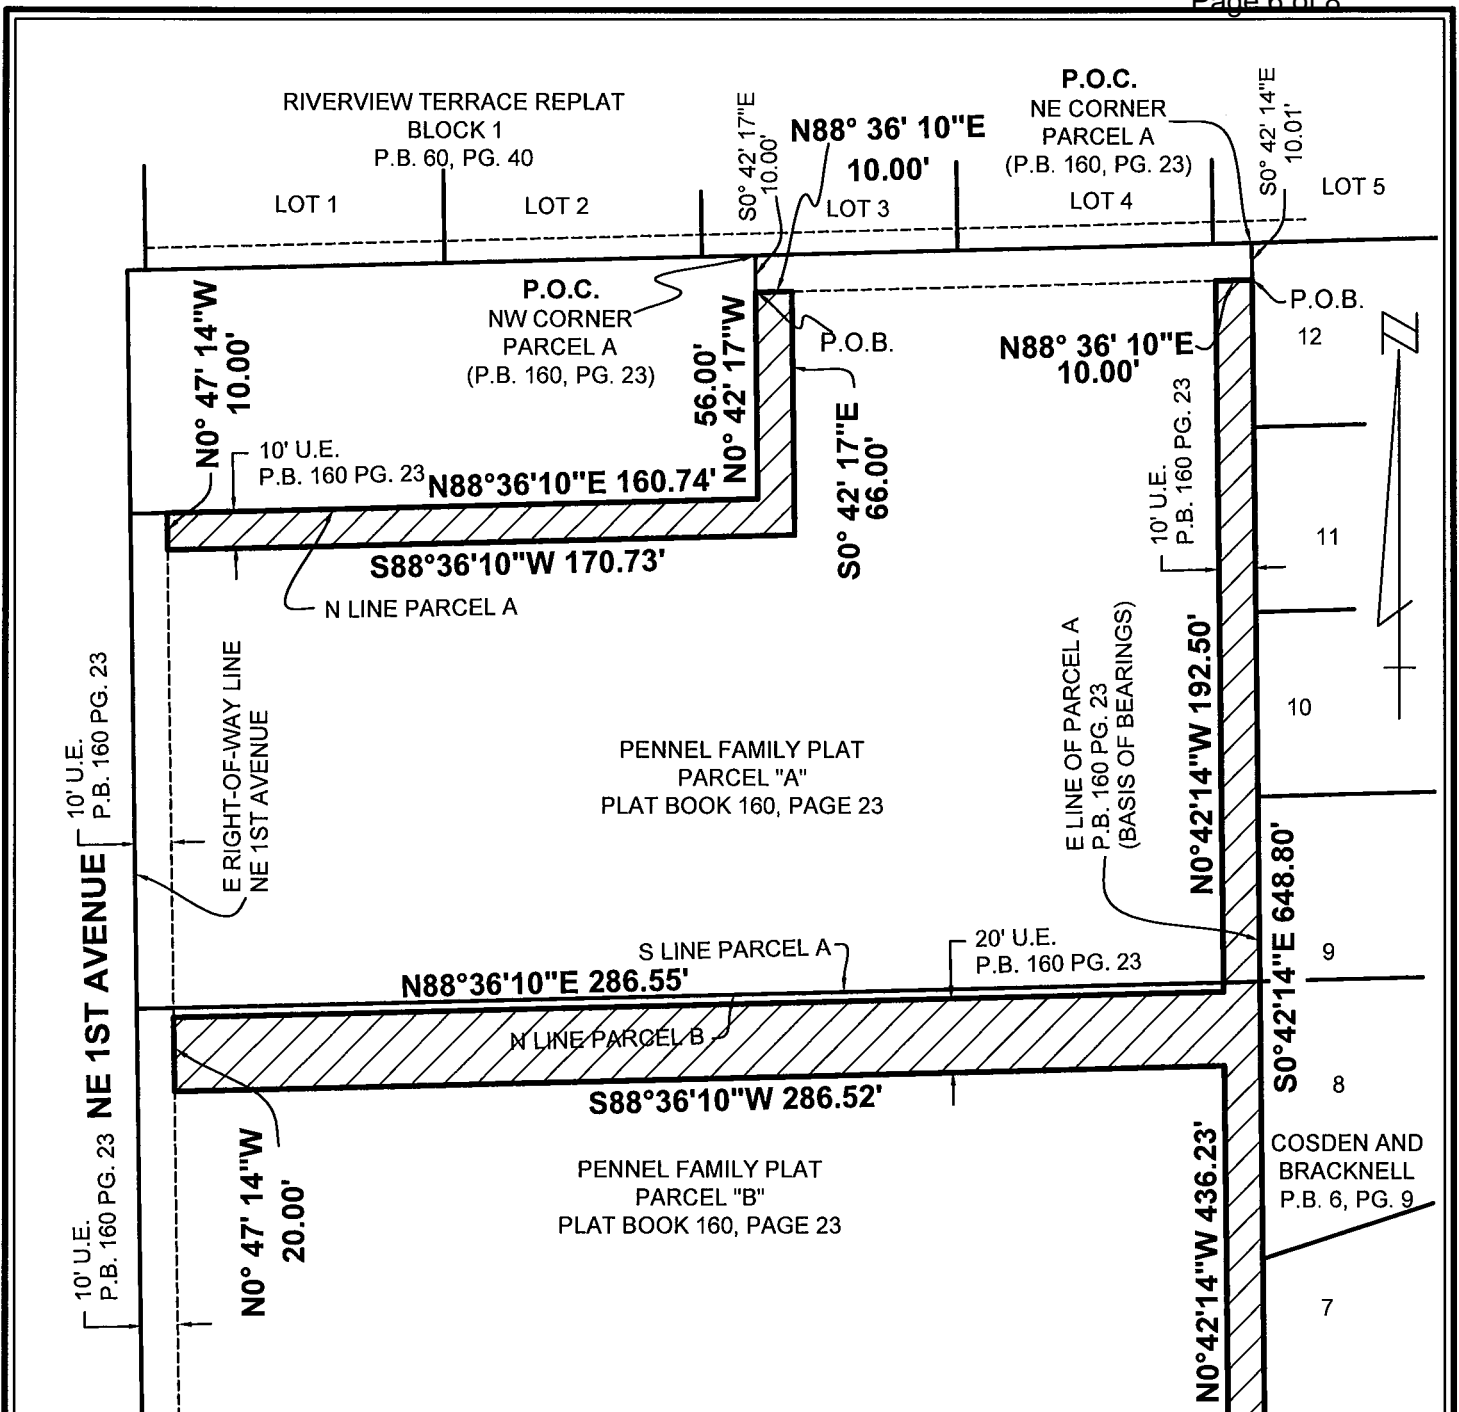 Page 6 of 8
RIVERVIEW TERRACE REPLAT
BLOCK 1
P.B. 60, PG. 40
LOT 1
LOT 2
S0° 42' 17"E
10.00'
N88° 36' 10"E
10.00'
LOT 3
P.O.C.
NE CORNER
PARCEL A
(P.B. 160, PG. 23)
LOT 4
S0° 42' 14"E
10.01'
LOT 5
N0° 47' 14"W
10.00'
P.O.C.
NW CORNER
PARCEL A
(P.B. 160, PG. 23)
56.00'
N0° 42' 17"W
P.O.B.
N88° 36' 10"E
10.00'
P.O.B.
12
10' U.E.
P.B. 160 PG. 23
N88°36'10"E 160.74'
S0° 42' 17"E
66.00'
10' U.E.
P.B. 160 PG. 23
11
S88°36'10"W 170.73'
N LINE PARCEL A
N
10' U.E.
P.B. 160 PG. 23
E RIGHT-OF-WAY LINE
NE 1ST AVENUE
PENNEL FAMILY PLAT
PARCEL "A"
PLAT BOOK 160, PAGE 23
E LINE OF PARCEL A
P.B. 160 PG. 23
(BASIS OF BEARINGS)
N0°42'14"W 192.50'
10
NE 1ST AVENUE
S LINE PARCEL A
20' U.E.
P.B. 160 PG. 23
S0°42'14"E 648.80'
9
N88°36'10"E 286.55'
N LINE PARCEL B
S88°36'10"W 286.52'
8
10' U.E.
P.B. 160 PG. 23
N0° 47' 14"W
20.00'
PENNEL FAMILY PLAT
PARCEL "B"
PLAT BOOK 160, PAGE 23
N0°42'14"W 436.23'
COSDEN AND
BRACKNELL
P.B. 6, PG. 9
7